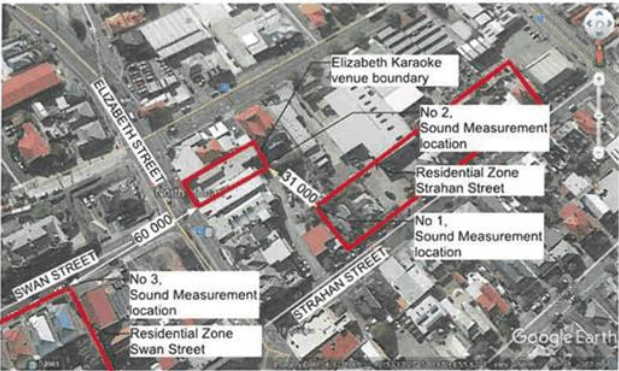 Elizabeth Karaoke
venue boundary
ELIZABETH STREET
No 2,
Sound Measurement
location
Residential Zone
Strahan Street
31 000
60 000
No 1,
Sound Measurement
location
SWAN STREET
STRAHAN STREET
No 3,
Sound Measurement
location
Residential Zone
Swan Street
Google Earth